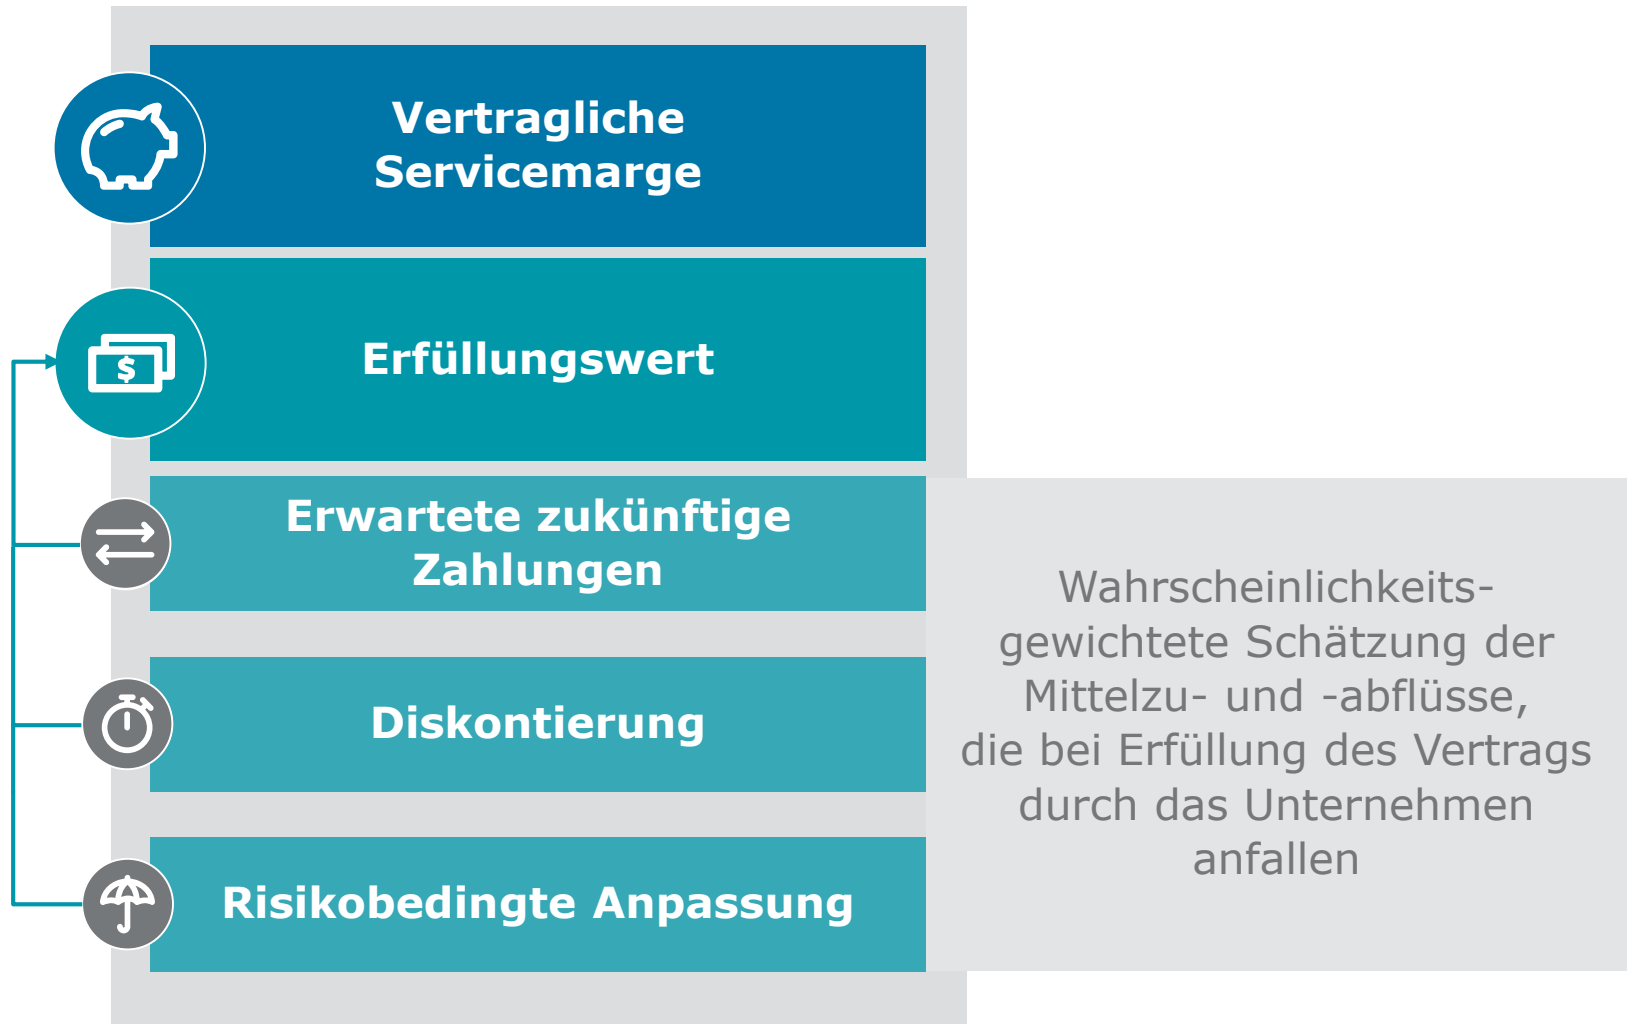 Vertragliche
Servicemarge
$
Erfüllungswert
Erwartete zukünftige
Zahlungen
Diskontierung
Risikobedingte Anpassung
Wahrscheinlichkeits-
gewichtete Schätzung der
Mittelzu- und -abflüsse,
die bei Erfüllung des Vertrags
durch das Unternehmen
anfallen